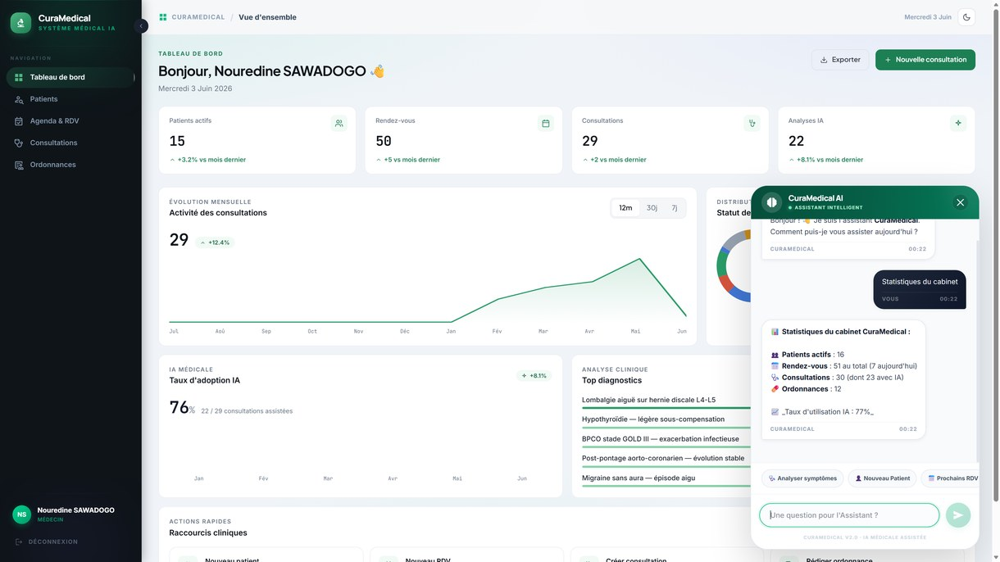 CuraMedical
SYSTÈME MÉDICAL IA
NAVIGATION
Tableau de bord
Patients
Agenda & RDV
Consultations
Ordonnances
NS
Nouredine SAWADOGO
MÉDECIN
DÉCONNEXION
CURAMEDICAL / Vue d'ensemble
Mercredi 3 Juin
TABLEAU DE BORD
Bonjour, Nouredine SAWADOGO 👋
Mercredi 3 Juin 2026
Exporter
+ Nouvelle consultation
Patients actifs
15
+3.2% vs mois dernier
Rendez-vous
50
+5 vs mois dernier
Consultations
29
+2 vs mois dernier
Analyses IA
22
+8.1% vs mois dernier
ÉVOLUTION MENSUELLE
Activité des consultations
12m 30j 7j
29 +12.4%
Jul Aoû Sep Oct Nov Déc Jan Fév Mar Avr Mai Jun
DISTRIBUT
Statut de
IA MÉDICALE
Taux d'adoption IA
+8.1%
76% 22 / 29 consultations assistées
Jan Fév Mar Avr Mai Jun
ANALYSE CLINIQUE
Top diagnostics
Lombalgie aiguë sur hernie discale L4-L5
Hypothyroïdie — légère sous-compensation
BPCO stade GOLD III — exacerbation infectieuse
Post-pontage aorto-coronarien — évolution stable
Migraine sans aura — épisode aigu
ACTIONS RAPIDES
Raccourcis cliniques
Nouveau patient
Nouveau RDV
Créer consultation
Rédiger ordonnance
CuraMedical AI
ASSISTANT INTELLIGENT
Bonjour ! 👋 Je suis l'assistant CuraMedical.
Comment puis-je vous assister aujourd'hui ?
CURAMEDICAL 00:22
Statistiques du cabinet
VOUS 00:22
📊 Statistiques du cabinet CuraMedical :
👥 Patients actifs : 16
📅 Rendez-vous : 51 au total (7 aujourd'hui)
🩺 Consultations : 30 (dont 23 avec IA)
💊 Ordonnances : 12
📈 _Taux d'utilisation IA : 77%_
CURAMEDICAL 00:22
🩺 Analyser symptômes
👤 Nouveau Patient
📅 Prochains RDV
Une question pour l'Assistant ?
CURAMEDICAL V2.0 · IA MÉDICALE ASSISTÉE